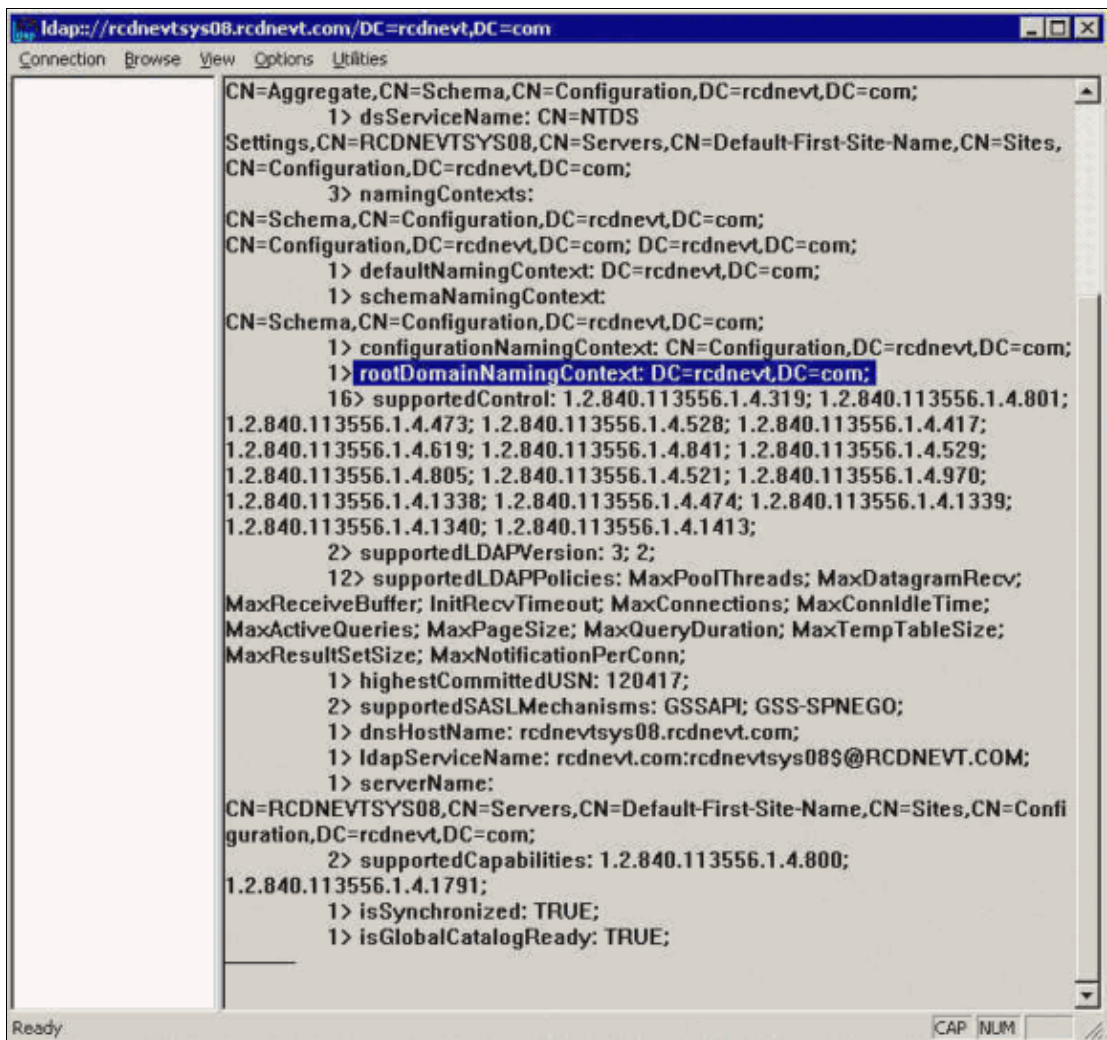 ldap://rcdnevtsys08.rcdnevt.com/DC=rcdnevt,DC=com
Connection Browse View Options Utilities
CN=Aggregate,CN=Schema,CN=Configuration,DC=rcdnevt,DC=com;
1> dsServiceName: CN=NTDS
Settings,CN=RCDNEVTSYS08,CN=Servers,CN=Default-First-Site-Name,CN=Sites,
CN=Configuration,DC=rcdnevt,DC=com;
3> namingContexts:
CN=Schema,CN=Configuration,DC=rcdnevt,DC=com;
CN=Configuration,DC=rcdnevt,DC=com; DC=rcdnevt,DC=com;
1> defaultNamingContext: DC=rcdnevt,DC=com;
1> schemaNamingContext:
CN=Schema,CN=Configuration,DC=rcdnevt,DC=com;
1> configurationNamingContext: CN=Configuration,DC=rcdnevt,DC=com;
1> rootDomainNamingContext: DC=rcdnevt,DC=com;
16> supportedControl: 1.2.840.113556.1.4.319; 1.2.840.113556.1.4.801;
1.2.840.113556.1.4.473; 1.2.840.113556.1.4.528; 1.2.840.113556.1.4.417;
1.2.840.113556.1.4.619; 1.2.840.113556.1.4.841; 1.2.840.113556.1.4.529;
1.2.840.113556.1.4.805; 1.2.840.113556.1.4.521; 1.2.840.113556.1.4.970;
1.2.840.113556.1.4.1338; 1.2.840.113556.1.4.474; 1.2.840.113556.1.4.1339;
1.2.840.113556.1.4.1340; 1.2.840.113556.1.4.1413;
2> supportedLDAPVersion: 3; 2;
12> supportedLDAPPolicies: MaxPoolThreads; MaxDatagramRecv;
MaxReceiveBuffer; InitRecvTimeout; MaxConnections; MaxConnIdleTime;
MaxActiveQueries; MaxPageSize; MaxQueryDuration; MaxTempTableSize;
MaxResultSetSize; MaxNotificationPerConn;
1> highestCommittedUSN: 120417;
2> supportedSASLMechanisms: GSSAPI; GSS-SPNEGO;
1> dnsHostName: rcdnevtsys08.rcdnevt.com;
1> ldapServiceName: rcdnevt.com:rcdnevtsys08$@RCDNEVT.COM;
1> serverName:
CN=RCDNEVTSYS08,CN=Servers,CN=Default-First-Site-Name,CN=Sites,CN=Confi
guration,DC=rcdnevt,DC=com;
2> supportedCapabilities: 1.2.840.113556.1.4.800;
1.2.840.113556.1.4.1791;
1> isSynchronized: TRUE;
1> isGlobalCatalogReady: TRUE;
Ready CAP NUM